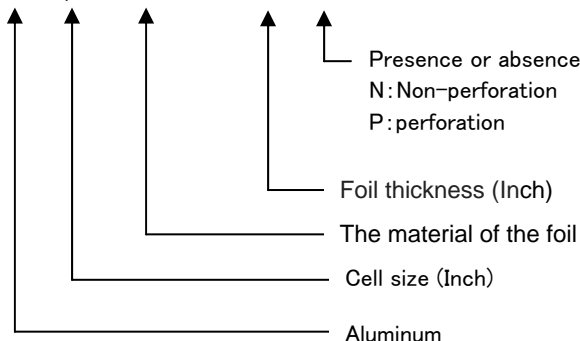 Presence or absence
N:Non-perforation
P:perforation
Foil thickness (Inch)
The material of the foil
Cell size (Inch)
Aluminum